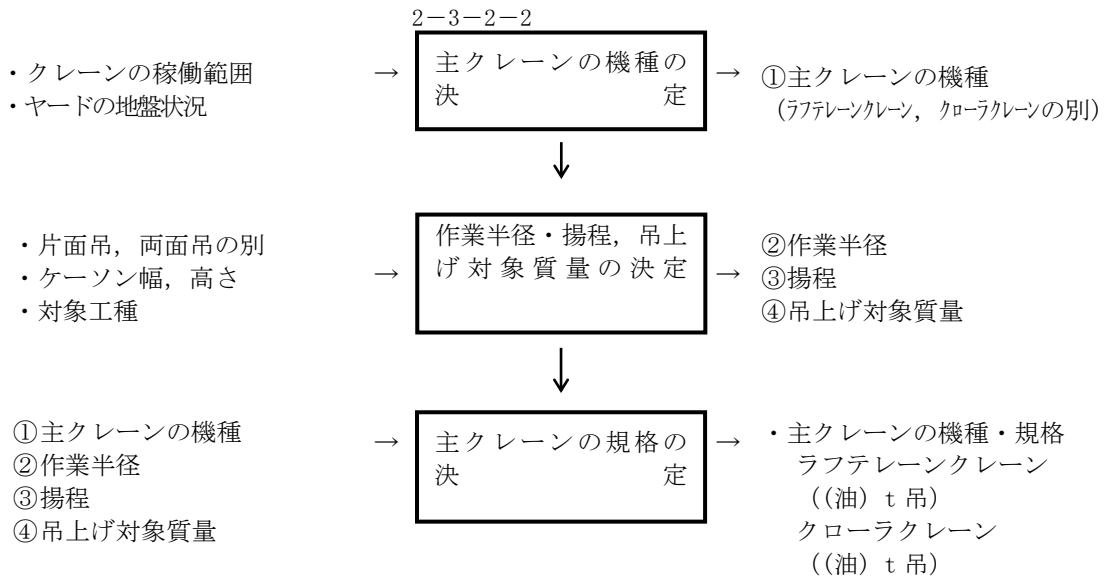 2-3-2-2
・クレーンの稼働範囲
・ヤードの地盤状況
→
主クレーンの機種の
決定
→
①主クレーンの機種
(ラフテレーンクレーン,クローラクレーンの別)
↓
・片面吊,両面吊の別
・ケーソン幅,高さ
・対象工種
→
作業半径・揚程,吊上
げ対象質量の決定
→
②作業半径
③揚程
④吊上げ対象質量
↓
①主クレーンの機種
②作業半径
③揚程
④吊上げ対象質量
→
主クレーンの規格の
決定
→
・主クレーンの機種・規格
ラフテレーンクレーン
((油)t吊)
クローラクレーン
((油)t吊)